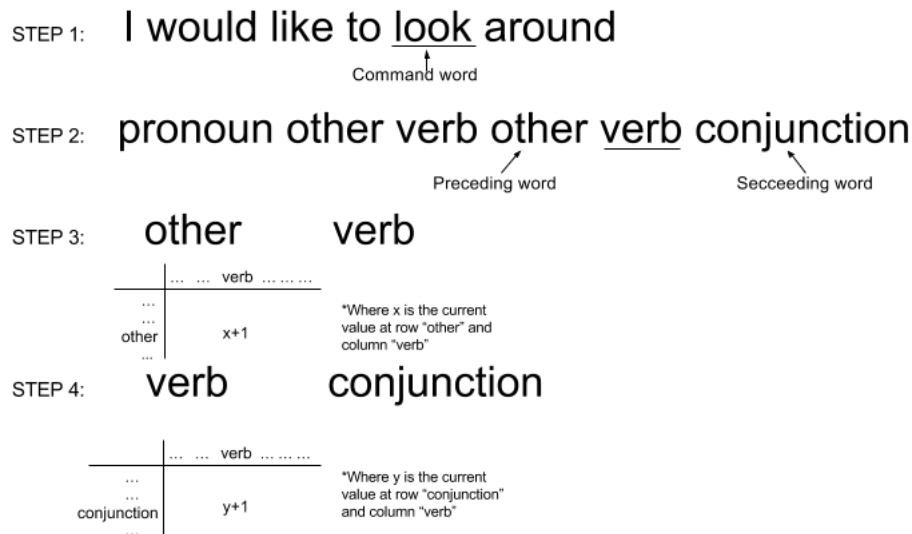 STEP 1: I would like to look around
Command word
STEP 2: pronoun other verb other verb conjunction
Preceding word Secceeding word
STEP 3: other verb
... ... verb ... ... ...
...
...
other x+1
...
*Where x is the current
value at row "other" and
column "verb"
STEP 4: verb conjunction
... ... verb ... ... ...
...
...
conjunction y+1
...
*Where y is the current
value at row "conjunction"
and column "verb"